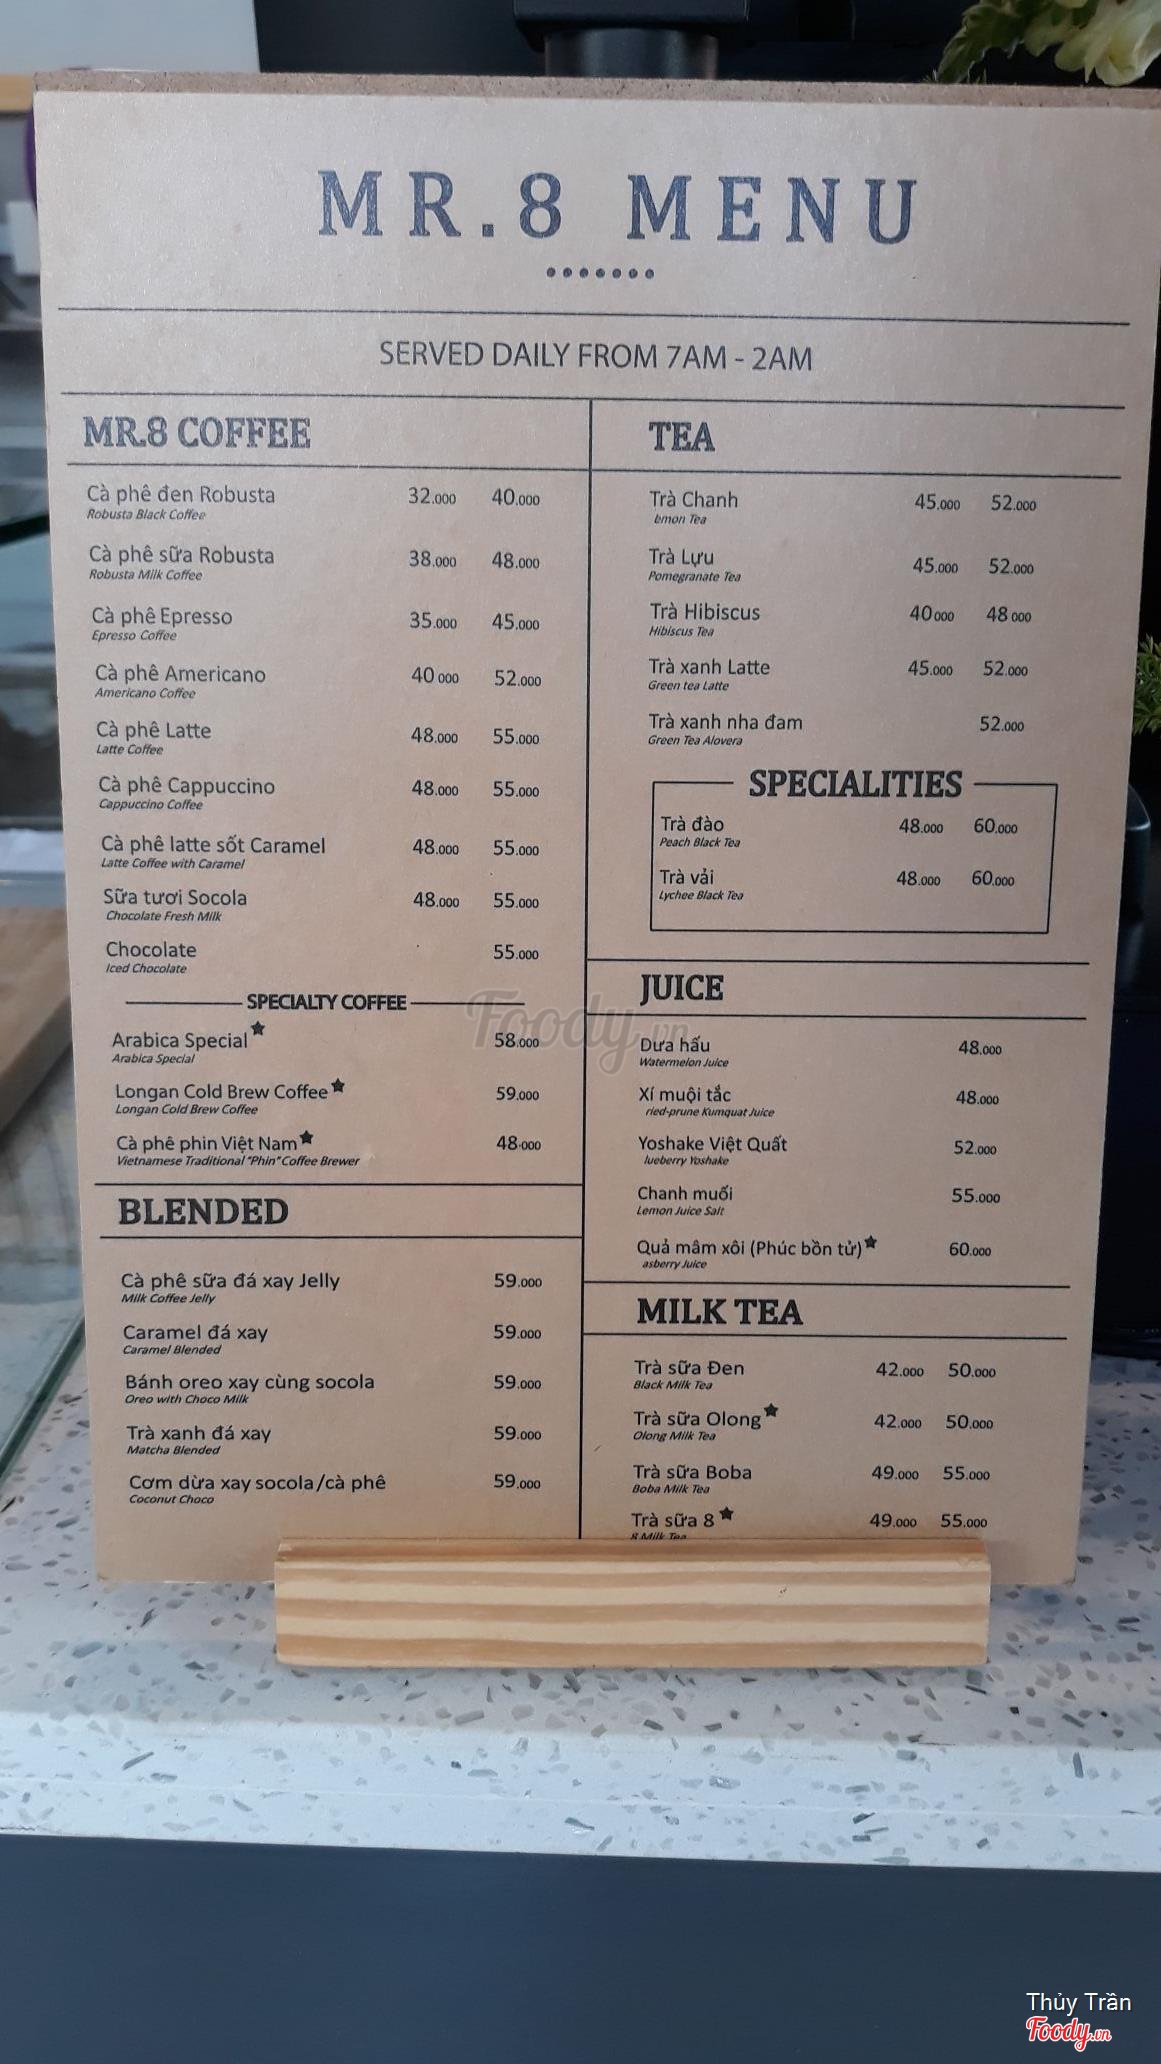 MR.8 MENU
SERVED DAILY FROM 7AM - 2AM
MR.8 COFFEE
Cà phê đen Robusta 32.000 40.000
Robusta Black Coffee
Cà phê sữa Robusta 38.000 48.000
Robusta Milk Coffee
Cà phê Epresso 35.000 45.000
Epresso Coffee
Cà phê Americano 40 000 52.000
Americano Coffee
Cà phê Latte 48.000 55.000
Latte Coffee
Cà phê Cappuccino 48.000 55.000
Cappuccino Coffee
Cà phê latte sốt Caramel 48.000 55.000
Latte Coffee with Caramel
Sữa tươi Socola 48.000 55.000
Chocolate Fresh Milk
Chocolate 55.000
Iced Chocolate
SPECIALTY COFFEE
Arabica Special★ 58.000
Arabica Special
Longan Cold Brew Coffee★ 59.000
Longan Cold Brew Coffee
Cà phê phin Việt Nam★ 48.000
Vietnamese Traditional "Phin" Coffee Brewer
BLENDED
Cà phê sữa đá xay Jelly 59.000
Milk Coffee Jelly
Caramel đá xay 59.000
Caramel Blended
Bánh oreo xay cùng socola 59.000
Oreo with Choco Milk
Trà xanh đá xay 59.000
Matcha Blended
Cơm dừa xay socola/cà phê 59.000
Coconut Choco
TEA
Trà Chanh 45.000 52.000
emon Tea
Trà Lựu 45.000 52.000
Pomegranate Tea
Trà Hibiscus 40 000 48 000
Hibiscus Tea
Trà xanh Latte 45.000 52.000
Green tea Latte
Trà xanh nha đam 52.000
Green Tea Alovera
SPECIALITIES
Trà đào 48.000 60.000
Peach Black Tea
Trà vải 48.000 60.000
Lychee Black Tea
JUICE
Dưa hấu 48.000
Watermelon Juice
Xí muội tắc 48.000
ried-prune Kumquat Juice
Yoshake Việt Quất 52.000
lueberry Yoshake
Chanh muối 55.000
Lemon Juice Salt
Quả mâm xôi (Phúc bồn tử)★ 60.000
asberry Juice
MILK TEA
Trà sữa Đen 42.000 50.000
Black Milk Tea
Trà sữa Olong★ 42.000 50.000
Olong Milk Tea
Trà sữa Boba 49.000 55.000
Boba Milk Tea
Trà sữa 8★ 49.000 55.000
8 Milk Tea
Foody.vn
Thủy Trần
Foody.vn